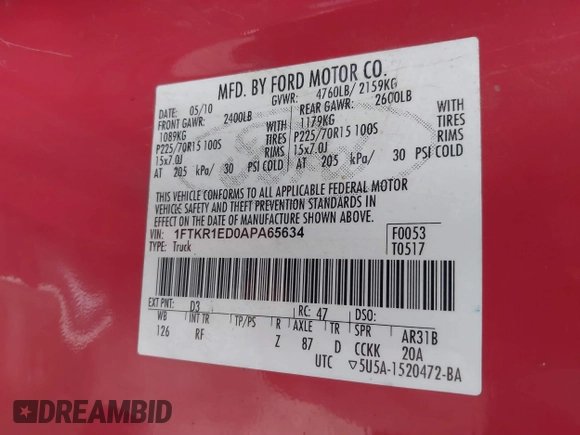 MFD. BY FORD MOTOR CO.
DATE: 05/10 GVWR: 4760LB/ 2159KG
FRONT GAWR: 2400LB REAR GAWR: 2600LB
1089KG WITH 1179KG WITH
P225/70R15 100S TIRES P225/70R15 100S TIRES
15x7.0J RIMS 15x7.0J RIMS
AT 205 kPa/ 30 PSI COLD AT 205 kPa/ 30 PSI COLD
THIS VEHICLE CONFORMS TO ALL APPLICABLE FEDERAL MOTOR
VEHICLE SAFETY AND THEFT PREVENTION STANDARDS IN
EFFECT ON THE DATE OF MANUFACTURE SHOWN ABOVE.
VIN: 1FTKR1ED0APA65634 F0053
TYPE: Truck T0517
EXT PNT: D3 RC: 47 DSO:
WB INT TR TP/PS R AXLE TR SPR AR31B
126 RF Z 87 D CCKK 20A
UTC ▽5U5A-1520472-BA
DREAMBID